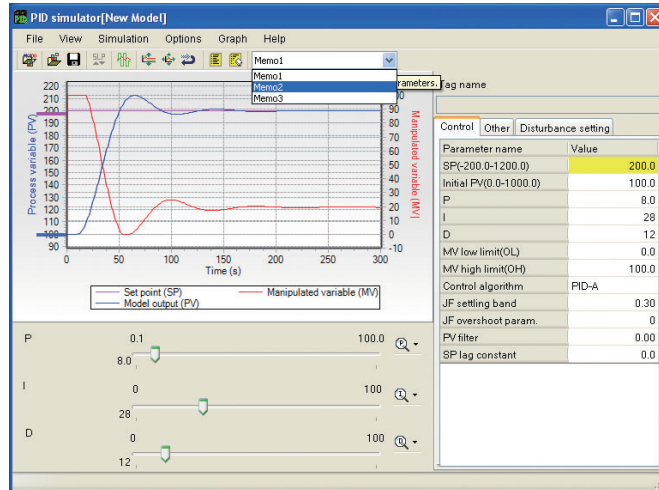 PID simulator[New Model]
File View Simulation Options Graph Help
SLP Memo1
Memo1
Memo2
Memo3
rameters.
Tag name
220
210
200
190
180
170
160
150
140
130
120
110
100
90
Process variable (PV)
90
80
70
60
50
40
30
20
10
0
-10
Manipulated variable (MV)
0 50 100 150 200 250 300
Time (s)
Set point (SP) Manipulated variable (MV)
Model output (PV)
Control Other Disturbance setting
Parameter name Value
SP(-200.0-1200.0) 200.0
Initial PV(0.0-1000.0) 100.0
P 8.0
I 28
D 12
MV low limit(OL) 0.0
MV high limit(OH) 100.0
Control algorithm PID-A
JF settling band 0.30
JF overshoot param. 0
PV filter 0.00
SP lag constant 0.0
P 0.1 100.0
8.0
I 0 100
28
D 0 100
12